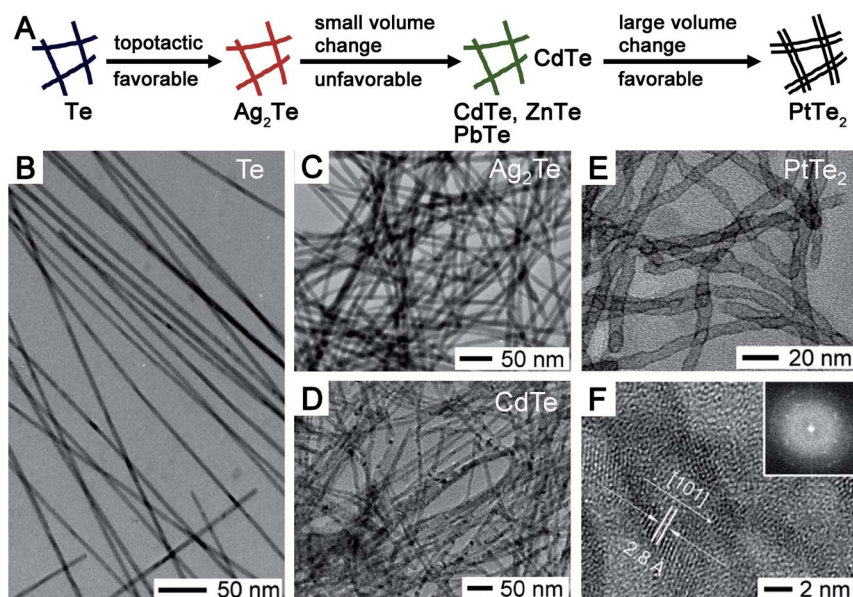 A
topotactic
favorable
small volume
change
unfavorable
CdTe
large volume
change
favorable
Te
Ag₂Te
CdTe, ZnTe
PbTe
PtTe₂
B
Te
50 nm
C
Ag₂Te
50 nm
D
CdTe
50 nm
E
PtTe₂
20 nm
F
[101]
2.8 Å
2 nm